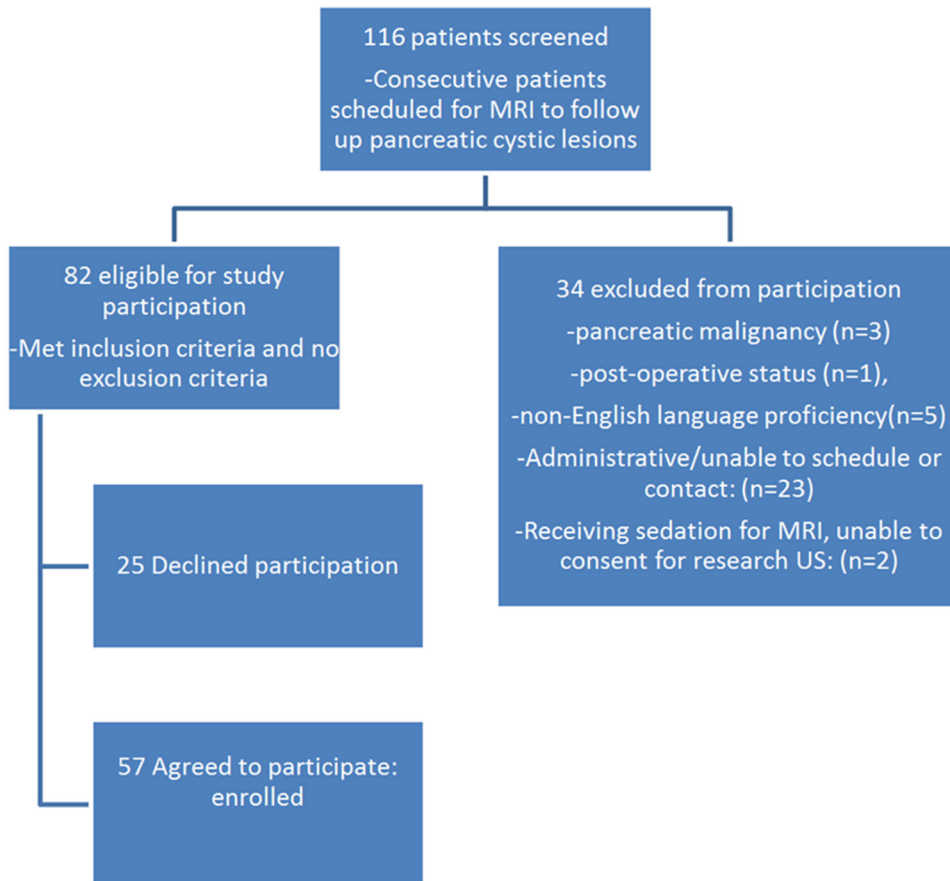 116 patients screened
-Consecutive patients
scheduled for MRI to follow
up pancreatic cystic lesions
82 eligible for study
participation
-Met inclusion criteria and no
exclusion criteria
34 excluded from participation
-pancreatic malignancy (n=3)
-post-operative status (n=1),
-non-English language proficiency(n=5)
-Administrative/unable to schedule or
contact: (n=23)
-Receiving sedation for MRI, unable to
consent for research US: (n=2)
25 Declined participation
57 Agreed to participate:
enrolled